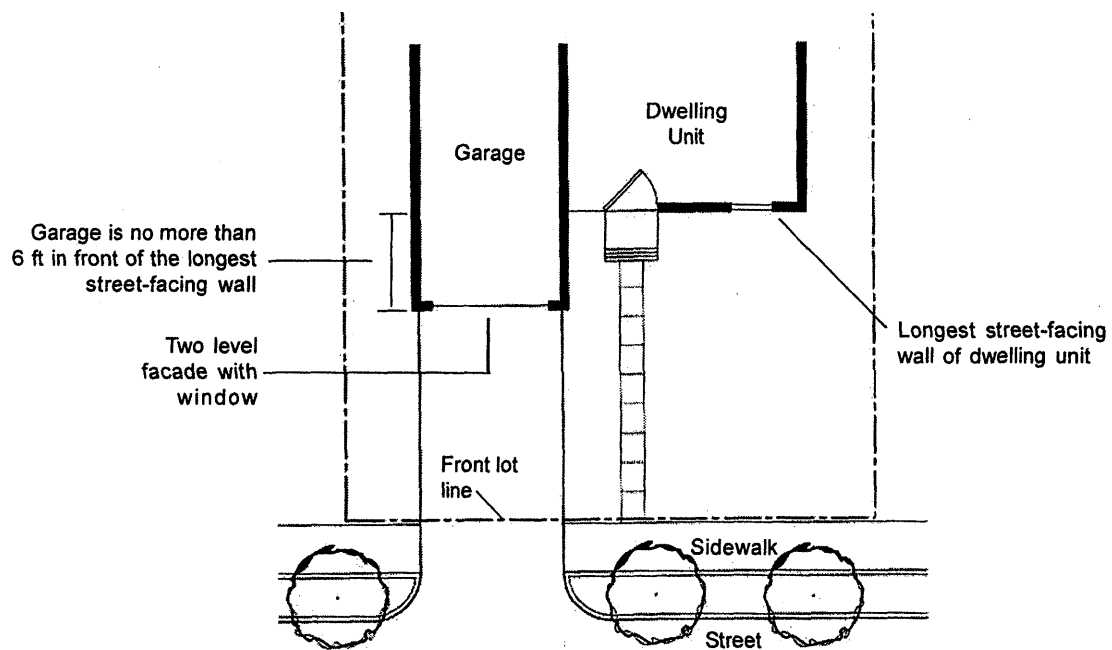 Dwelling
Unit
Garage
Garage is no more than
6 ft in front of the longest
street-facing wall
Longest street-facing
wall of dwelling unit
Two level
facade with
window
Front lot
line
Sidewalk
Street